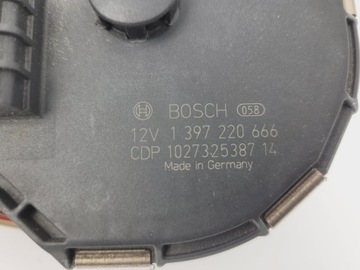 BOSCH 058
12V 1 397 220 666
CDP 1027325387 14
Made in Germany